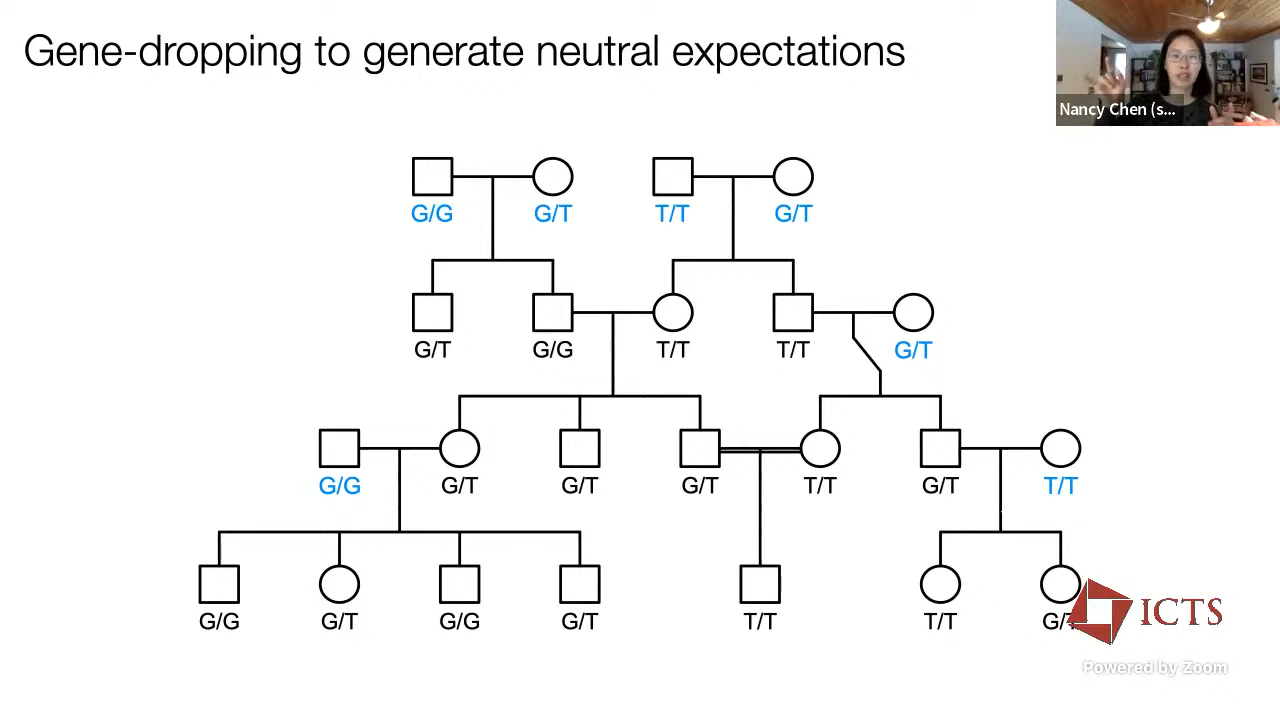 Gene-dropping to generate neutral expectations
Nancy Chen (s...
G/G G/T T/T G/T
G/T G/G T/T T/T G/T
G/G G/T G/T G/T T/T G/T T/T
G/G G/T G/G G/T T/T T/T
ICTS
Powered by Zoom